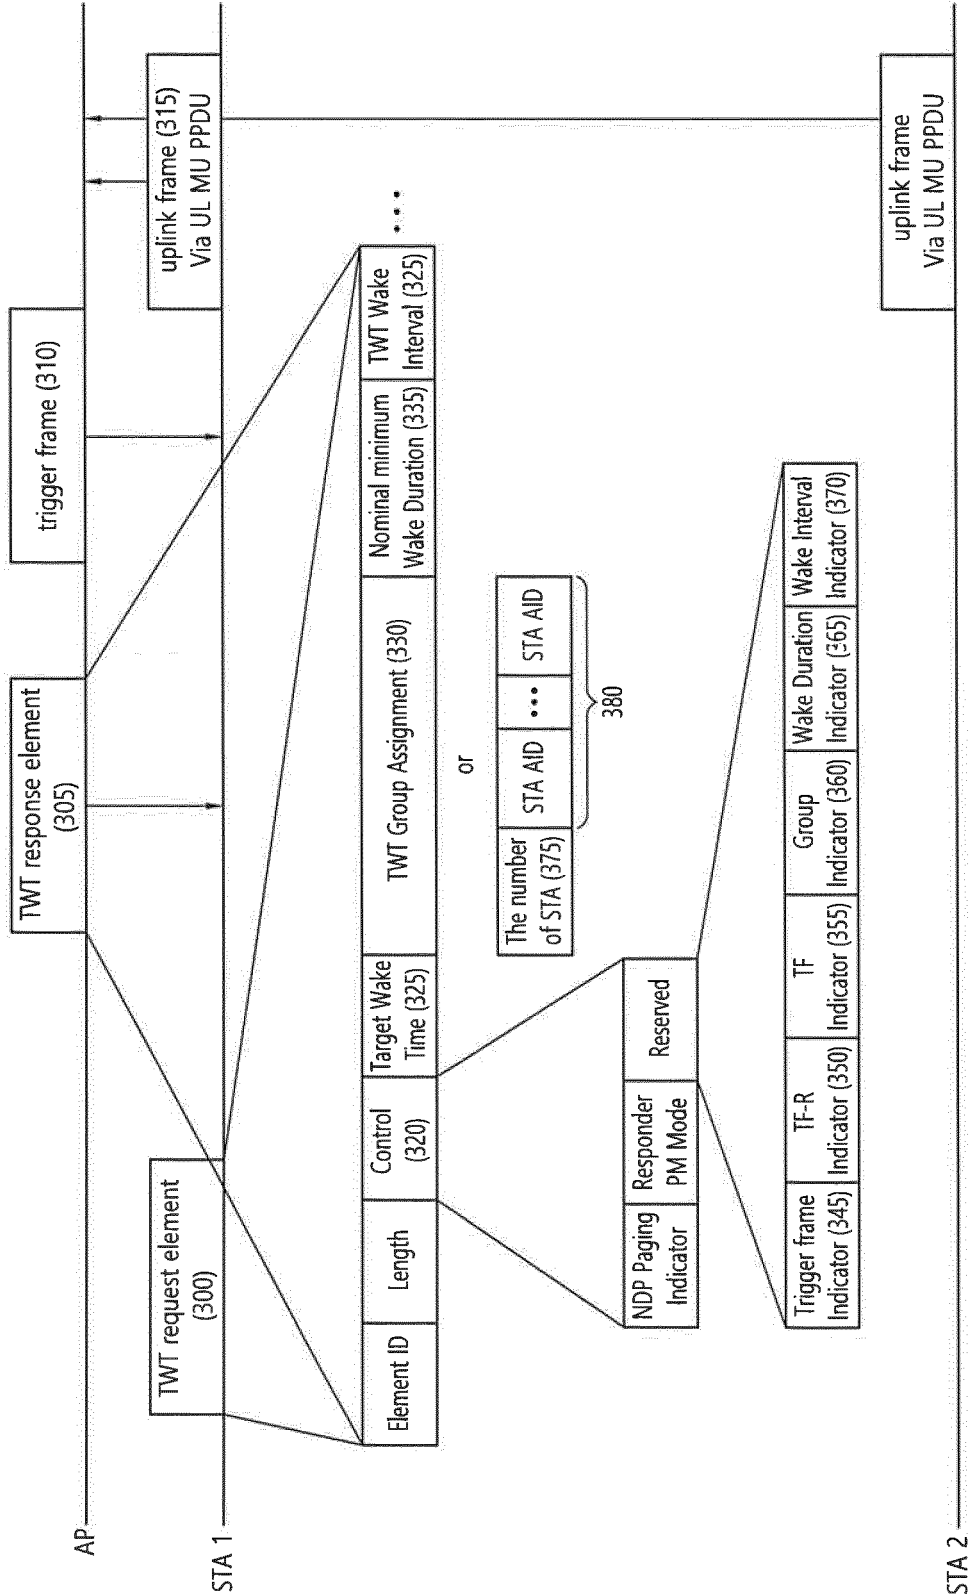 AP
TWT response element
(305)
trigger frame (310)
STA 1
TWT request element
(300)
uplink frame (315)
Via UL MU PPDU
Element ID
Length
Control
(320)
Target Wake
Time (325)
TWT Group Assignment (330)
Nominal minimum
Wake Duration (335)
TWT Wake
Interval (325)
....
or
The number
of STA (375)
STA AID
...
STA AID
380
NDP Paging
Indicator
Responder
PM Mode
Reserved
Trigger frame
Indicator (345)
TF-R
Indicator (350)
TF
Indicator (355)
Group
Indicator (360)
Wake Duration
Indicator (365)
Wake Interval
Indicator (370)
STA 2
uplink frame
Via UL MU PPDU